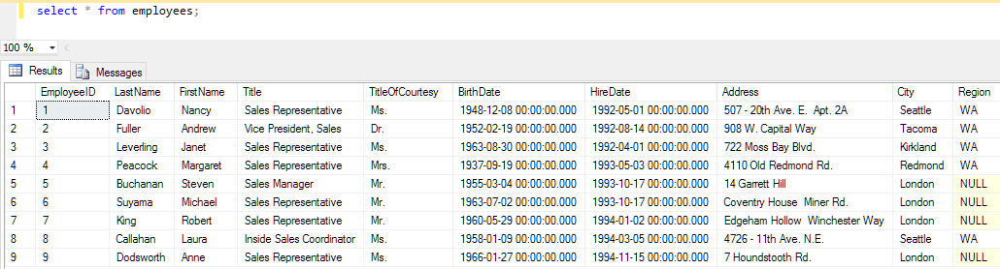 select * from employees;
100 %
Results Messages
EmployeeID LastName FirstName Title TitleOfCourtesy BirthDate HireDate Address City Region
1 1 Davolio Nancy Sales Representative Ms. 1948-12-08 00:00:00.000 1992-05-01 00:00:00.000 507 - 20th Ave. E. Apt. 2A Seattle WA
2 2 Fuller Andrew Vice President, Sales Dr. 1952-02-19 00:00:00.000 1992-08-14 00:00:00.000 908 W. Capital Way Tacoma WA
3 3 Leverling Janet Sales Representative Ms. 1963-08-30 00:00:00.000 1992-04-01 00:00:00.000 722 Moss Bay Blvd. Kirkland WA
4 4 Peacock Margaret Sales Representative Mrs. 1937-09-19 00:00:00.000 1993-05-03 00:00:00.000 4110 Old Redmond Rd. Redmond WA
5 5 Buchanan Steven Sales Manager Mr. 1955-03-04 00:00:00.000 1993-10-17 00:00:00.000 14 Garrett Hill London NULL
6 6 Suyama Michael Sales Representative Mr. 1963-07-02 00:00:00.000 1993-10-17 00:00:00.000 Coventry House Miner Rd. London NULL
7 7 King Robert Sales Representative Mr. 1960-05-29 00:00:00.000 1994-01-02 00:00:00.000 Edgeham Hollow Winchester Way London NULL
8 8 Callahan Laura Inside Sales Coordinator Ms. 1958-01-09 00:00:00.000 1994-03-05 00:00:00.000 4726 - 11th Ave. N.E. Seattle WA
9 9 Dodsworth Anne Sales Representative Ms. 1966-01-27 00:00:00.000 1994-11-15 00:00:00.000 7 Houndstooth Rd. London NULL